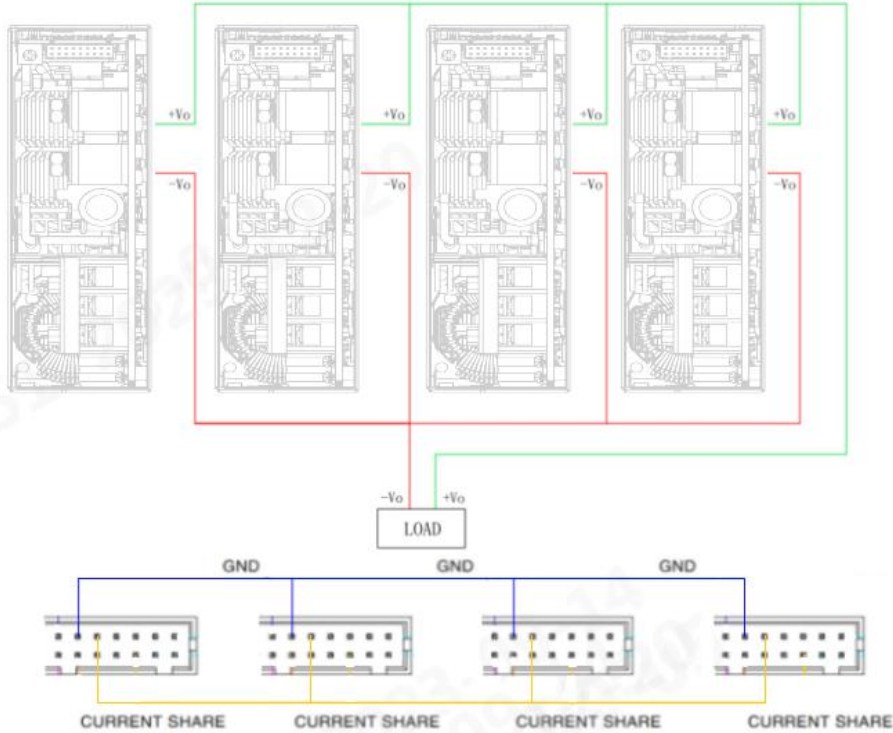 +Vo +Vo +Vo +Vo
-Vo -Vo -Vo -Vo
-Vo +Vo
LOAD
GND GND GND
CURRENT SHARE CURRENT SHARE CURRENT SHARE CURRENT SHARE